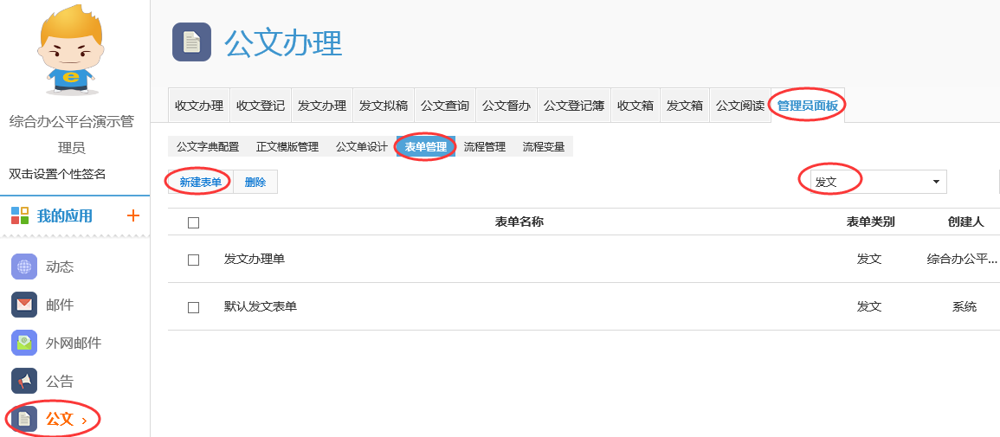 公文办理
综合办公平台演示管
理员
双击设置个性签名
我的应用
动态
邮件
外网邮件
公告
公文 ›
收文办理 收文登记 发文办理 发文拟稿 公文查询 公文督办 公文登记簿 收文箱 发文箱 公文阅读 管理员面板
公文字典配置 正文模版管理 公文单设计 表单管理 流程管理 流程变量
新建表单 删除 发文
表单名称 表单类别 创建人
发文办理单 发文 综合办公平...
默认发文表单 发文 系统